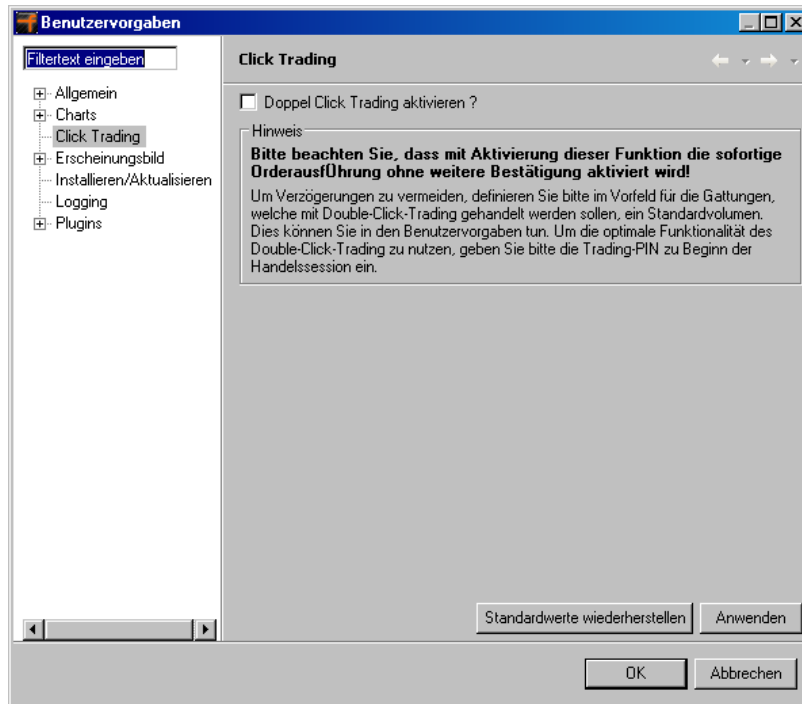 Benutzervorgaben
Filtertext eingeben
Allgemein
Charts
Click Trading
Erscheinungsbild
Installieren/Aktualisieren
Logging
Plugins
Click Trading
Doppel Click Trading aktivieren ?
Hinweis
Bitte beachten Sie, dass mit Aktivierung dieser Funktion die sofortige
OrderausfÜhrung ohne weitere Bestätigung aktiviert wird!
Um Verzögerungen zu vermeiden, definieren Sie bitte im Vorfeld für die Gattungen,
welche mit Double-Click-Trading gehandelt werden sollen, ein Standardvolumen.
Dies können Sie in den Benutzervorgaben tun. Um die optimale Funktionalität des
Double-Click-Trading zu nutzen, geben Sie bitte die Trading-PIN zu Beginn der
Handelssession ein.
Standardwerte wiederherstellen
Anwenden
OK
Abbrechen